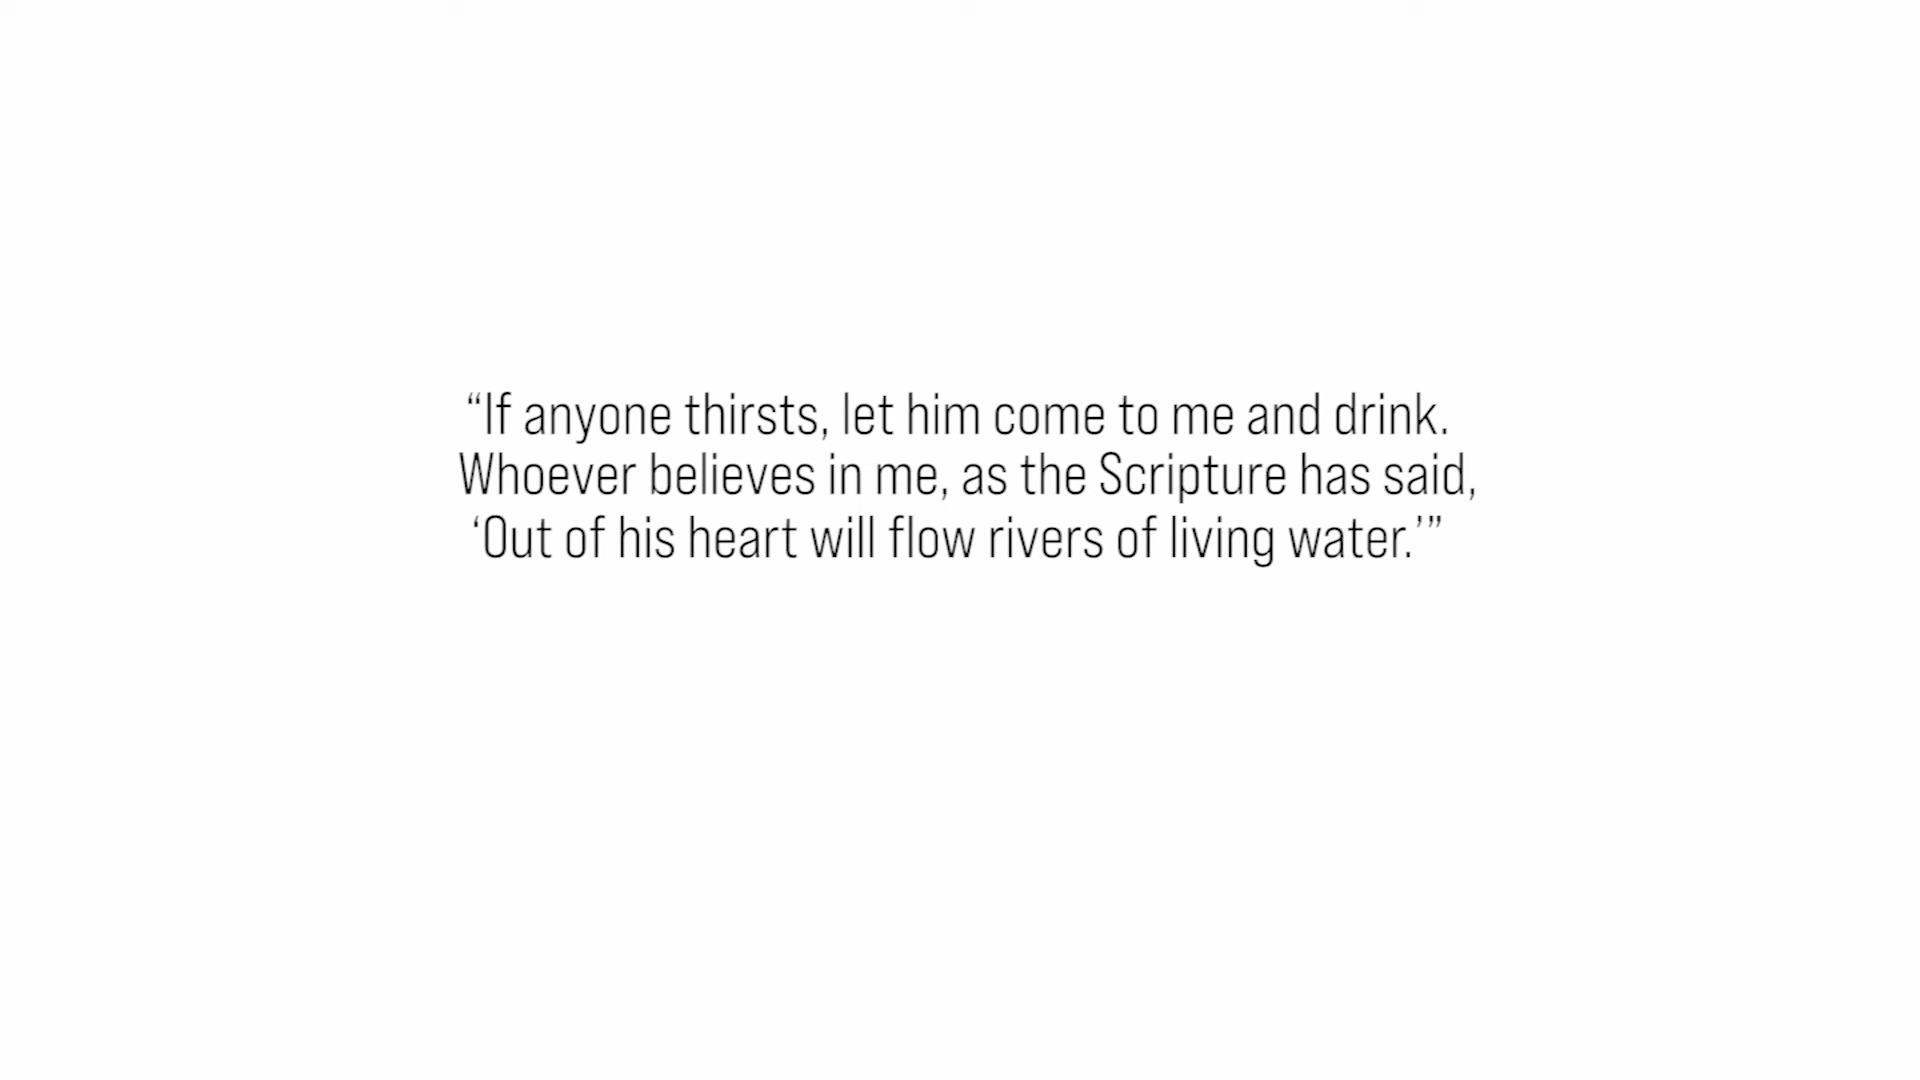 “If anyone thirsts, let him come to me and drink.
Whoever believes in me, as the Scripture has said,
‘Out of his heart will flow rivers of living water.’”